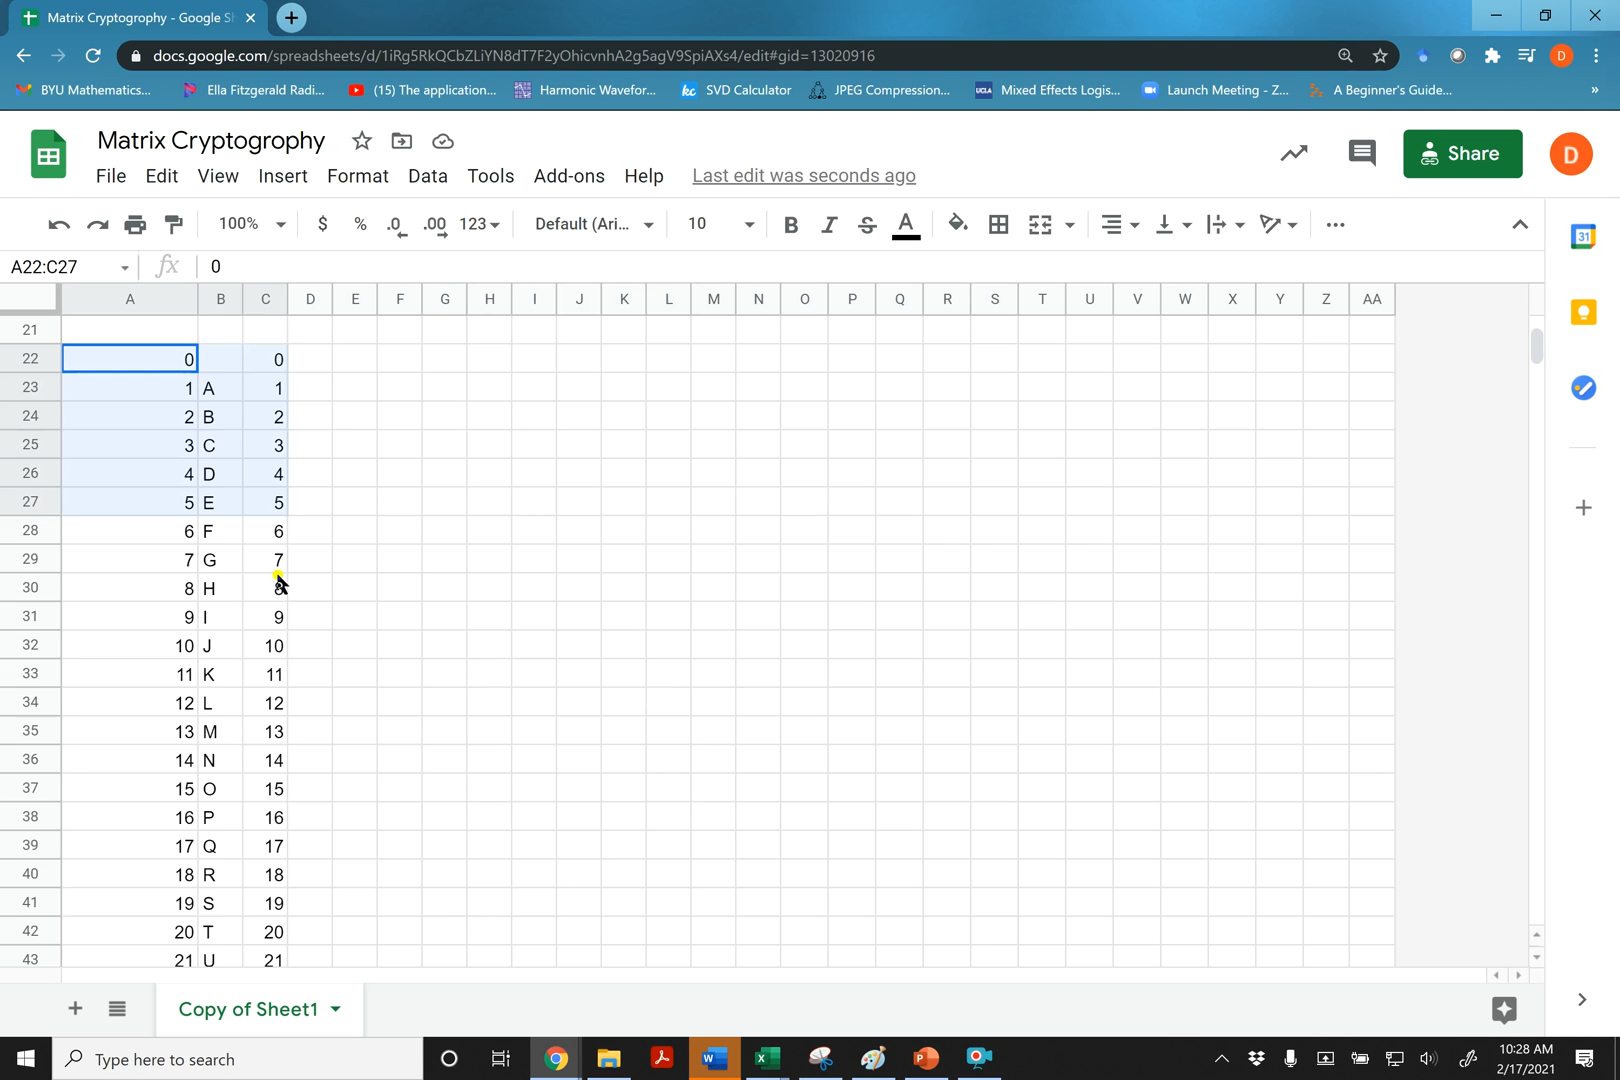 Matrix Cryptography - Google S
docs.google.com/spreadsheets/d/1iRg5RkQCbZLiYN8dT7F2yOhicvnhA2g5agV9SpiAXs4/edit#gid=13020916
BYU Mathematics... Ella Fitzgerald Radi... (15) The application... Harmonic Wavefor... kc SVD Calculator JPEG Compression... UCLA Mixed Effects Logis... Launch Meeting - Z... A Beginner's Guide... »
Matrix Cryptography
Share
D
File Edit View Insert Format Data Tools Add-ons Help Last edit was seconds ago
100% $ % .0 .00 123 Default (Ari... 10 B I S A
31
A22:C27 fx 0
A B C D E F G H I J K L M N O P Q R S T U V W X Y Z AA
21
22 0 0
23 1 A 1
24 2 B 2
25 3 C 3
26 4 D 4
27 5 E 5
28 6 F 6
29 7 G 7
30 8 H 8
31 9 I 9
32 10 J 10
33 11 K 11
34 12 L 12
35 13 M 13
36 14 N 14
37 15 O 15
38 16 P 16
39 17 Q 17
40 18 R 18
41 19 S 19
42 20 T 20
43 21 U 21
Copy of Sheet1
Type here to search
10:28 AM
2/17/2021